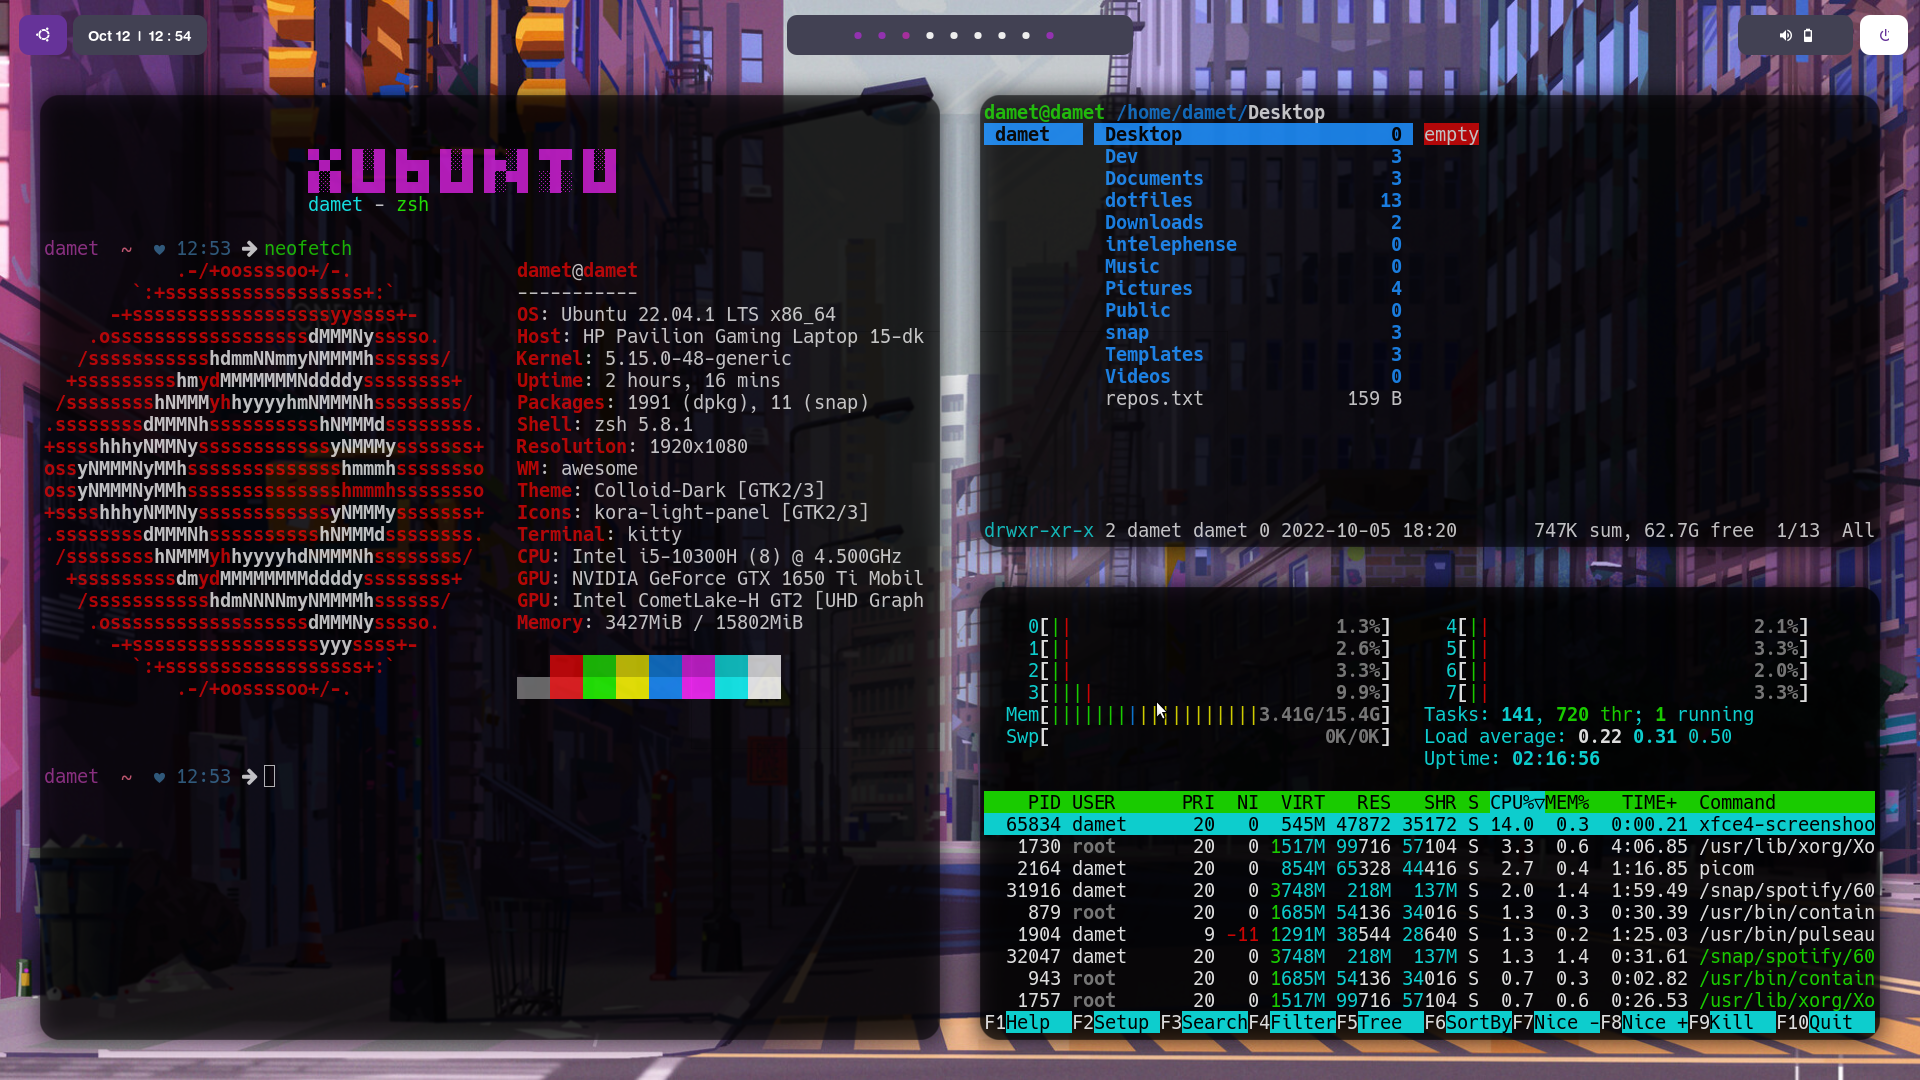 Oct 12 | 12 : 54
XUbUNTU
damet - zsh
damet ~ ♥ 12:53 ➜ neofetch
.-/+oossssoo+/-.
`:+ssssssssssssssssss+:`
-+ssssssssssssssssssyyssss+-
.ossssssssssssssssssdMMMNysssso.
/ssssssssssshdmmNNmmyNMMMMhssssss/
+ssssssssshmydMMMMMMMNddddyssssssss+
/sssssssshNMMMyhhyyyyhmNMMMNhssssssss/
.ssssssssdMMMNhsssssssssshNMMMdssssssss.
+sssshhhyNMMNyssssssssssssyNMMMysssssss+
ossyNMMMNyMMhsssssssssssssshmmmhssssssso
ossyNMMMNyMMhsssssssssssssshmmmhssssssso
+sssshhhyNMMNyssssssssssssyNMMMysssssss+
.ssssssssdMMMNhsssssssssshNMMMdssssssss.
/sssssssshNMMMyhhyyyyhdNMMMNhssssssss/
+sssssssssdmydMMMMMMMMddddyssssssss+
/ssssssssssshdmNNNNmyNMMMMhssssss/
.ossssssssssssssssssdMMMNysssso.
-+sssssssssssssssssyyyssss+-
`:+ssssssssssssssssss+:`
.-/+oossssoo+/-.
damet@damet
-----------
OS: Ubuntu 22.04.1 LTS x86_64
Host: HP Pavilion Gaming Laptop 15-dk
Kernel: 5.15.0-48-generic
Uptime: 2 hours, 16 mins
Packages: 1991 (dpkg), 11 (snap)
Shell: zsh 5.8.1
Resolution: 1920x1080
WM: awesome
Theme: Colloid-Dark [GTK2/3]
Icons: kora-light-panel [GTK2/3]
Terminal: kitty
CPU: Intel i5-10300H (8) @ 4.500GHz
GPU: NVIDIA GeForce GTX 1650 Ti Mobil
GPU: Intel CometLake-H GT2 [UHD Graph
Memory: 3427MiB / 15802MiB
damet ~ ♥ 12:53 ➜
damet@damet /home/damet/Desktop
damet Desktop 0 empty
Dev 3
Documents 3
dotfiles 13
Downloads 2
intelephense 0
Music 0
Pictures 4
Public 0
snap 3
Templates 3
Videos 0
repos.txt 159 B
drwxr-xr-x 2 damet damet 0 2022-10-05 18:20 747K sum, 62.7G free 1/13 All
0[|| 1.3%] 4[|| 2.1%]
1[|| 2.6%] 5[|| 3.3%]
2[|| 3.3%] 6[|| 2.0%]
3[|||| 9.9%] 7[|| 3.3%]
Mem[||||||||||||||||||| 3.41G/15.4G] Tasks: 141, 720 thr; 1 running
Swp[ 0K/0K] Load average: 0.22 0.31 0.50
Uptime: 02:16:56
PID USER PRI NI VIRT RES SHR S CPU%▽MEM% TIME+ Command
65834 damet 20 0 545M 47872 35172 S 14.0 0.3 0:00.21 xfce4-screenshoo
1730 root 20 0 1517M 99716 57104 S 3.3 0.6 4:06.85 /usr/lib/xorg/Xo
2164 damet 20 0 854M 65328 44416 S 2.7 0.4 1:16.85 picom
31916 damet 20 0 3748M 218M 137M S 2.0 1.4 1:59.49 /snap/spotify/60
879 root 20 0 1685M 54136 34016 S 1.3 0.3 0:30.39 /usr/bin/contain
1904 damet 9 -11 1291M 38544 28640 S 1.3 0.2 1:25.03 /usr/bin/pulseau
32047 damet 20 0 3748M 218M 137M S 1.3 1.4 0:31.61 /snap/spotify/60
943 root 20 0 1685M 54136 34016 S 0.7 0.3 0:02.82 /usr/bin/contain
1757 root 20 0 1517M 99716 57104 S 0.7 0.6 0:26.53 /usr/lib/xorg/Xo
F1Help F2Setup F3SearchF4FilterF5Tree F6SortByF7Nice -F8Nice +F9Kill F10Quit